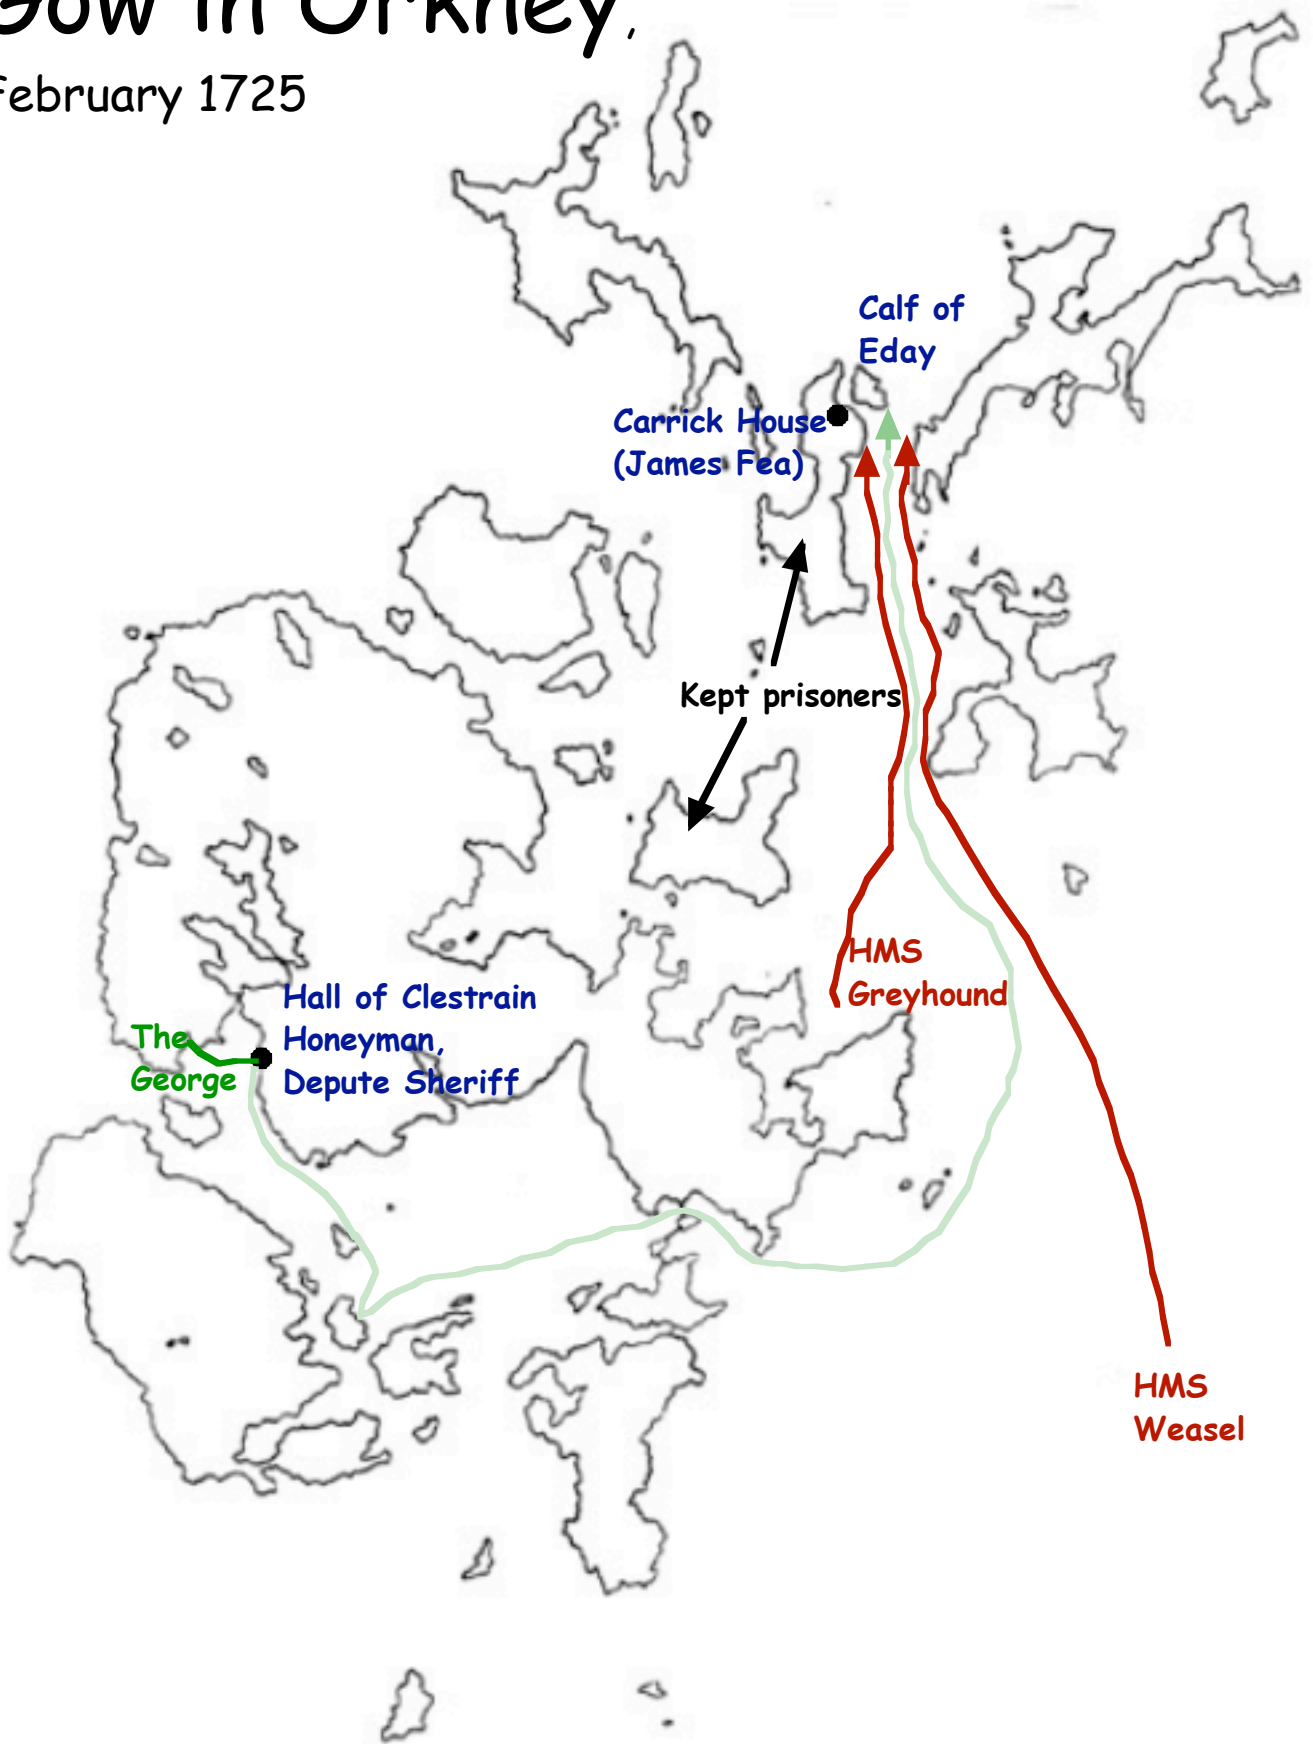 Gow in Orkney,
February 1725
Calf of
Eday
Carrick House
(James Fea)
Kept prisoners
HMS
Greyhound
Hall of Clestrain
Honeyman,
Depute Sheriff
The
George
HMS
Weasel